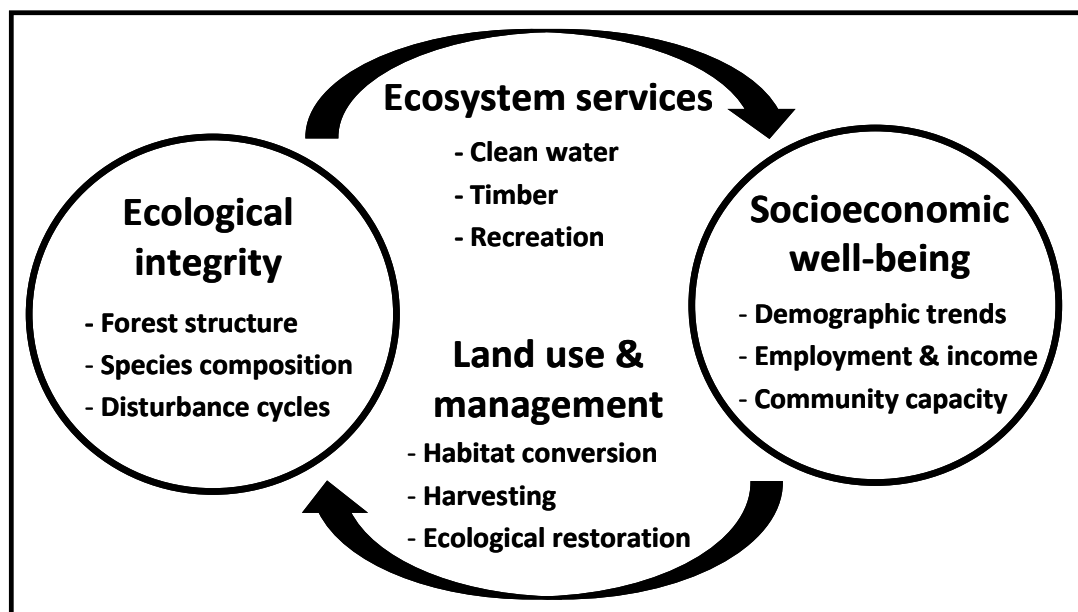 Ecosystem services
- Clean water
- Timber
- Recreation
Ecological
integrity
- Forest structure
- Species composition
- Disturbance cycles
Socioeconomic
well-being
- Demographic trends
- Employment & income
- Community capacity
Land use &
management
- Habitat conversion
- Harvesting
- Ecological restoration